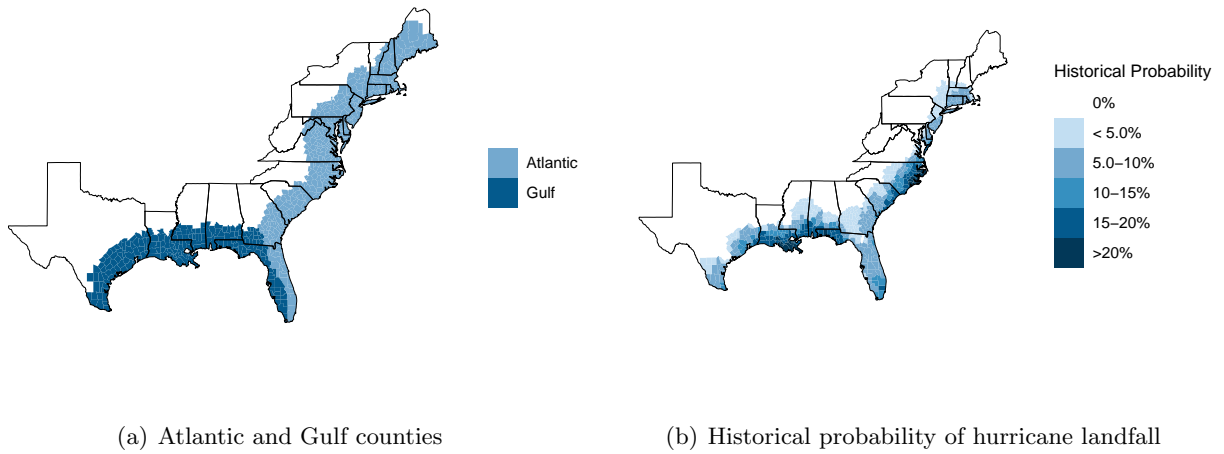 Atlantic
Gulf
(a) Atlantic and Gulf counties
Historical Probability
0%
< 5.0%
5.0–10%
10–15%
15–20%
>20%
(b) Historical probability of hurricane landfall